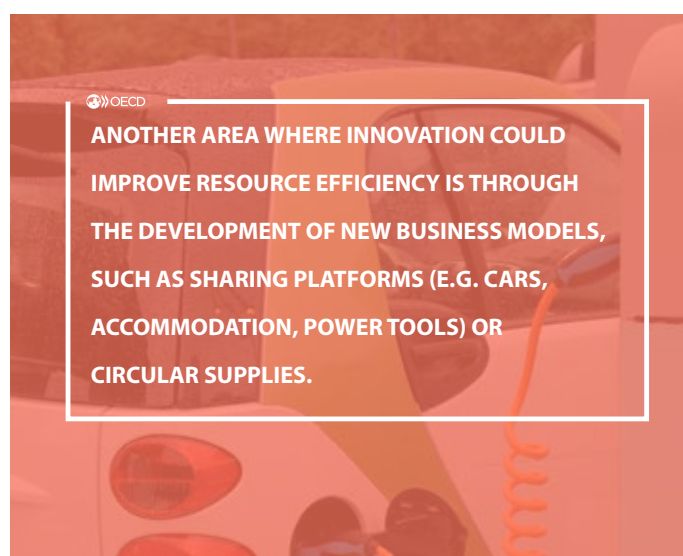 OECD
ANOTHER AREA WHERE INNOVATION COULD
IMPROVE RESOURCE EFFICIENCY IS THROUGH
THE DEVELOPMENT OF NEW BUSINESS MODELS,
SUCH AS SHARING PLATFORMS (E.G. CARS,
ACCOMMODATION, POWER TOOLS) OR
CIRCULAR SUPPLIES.